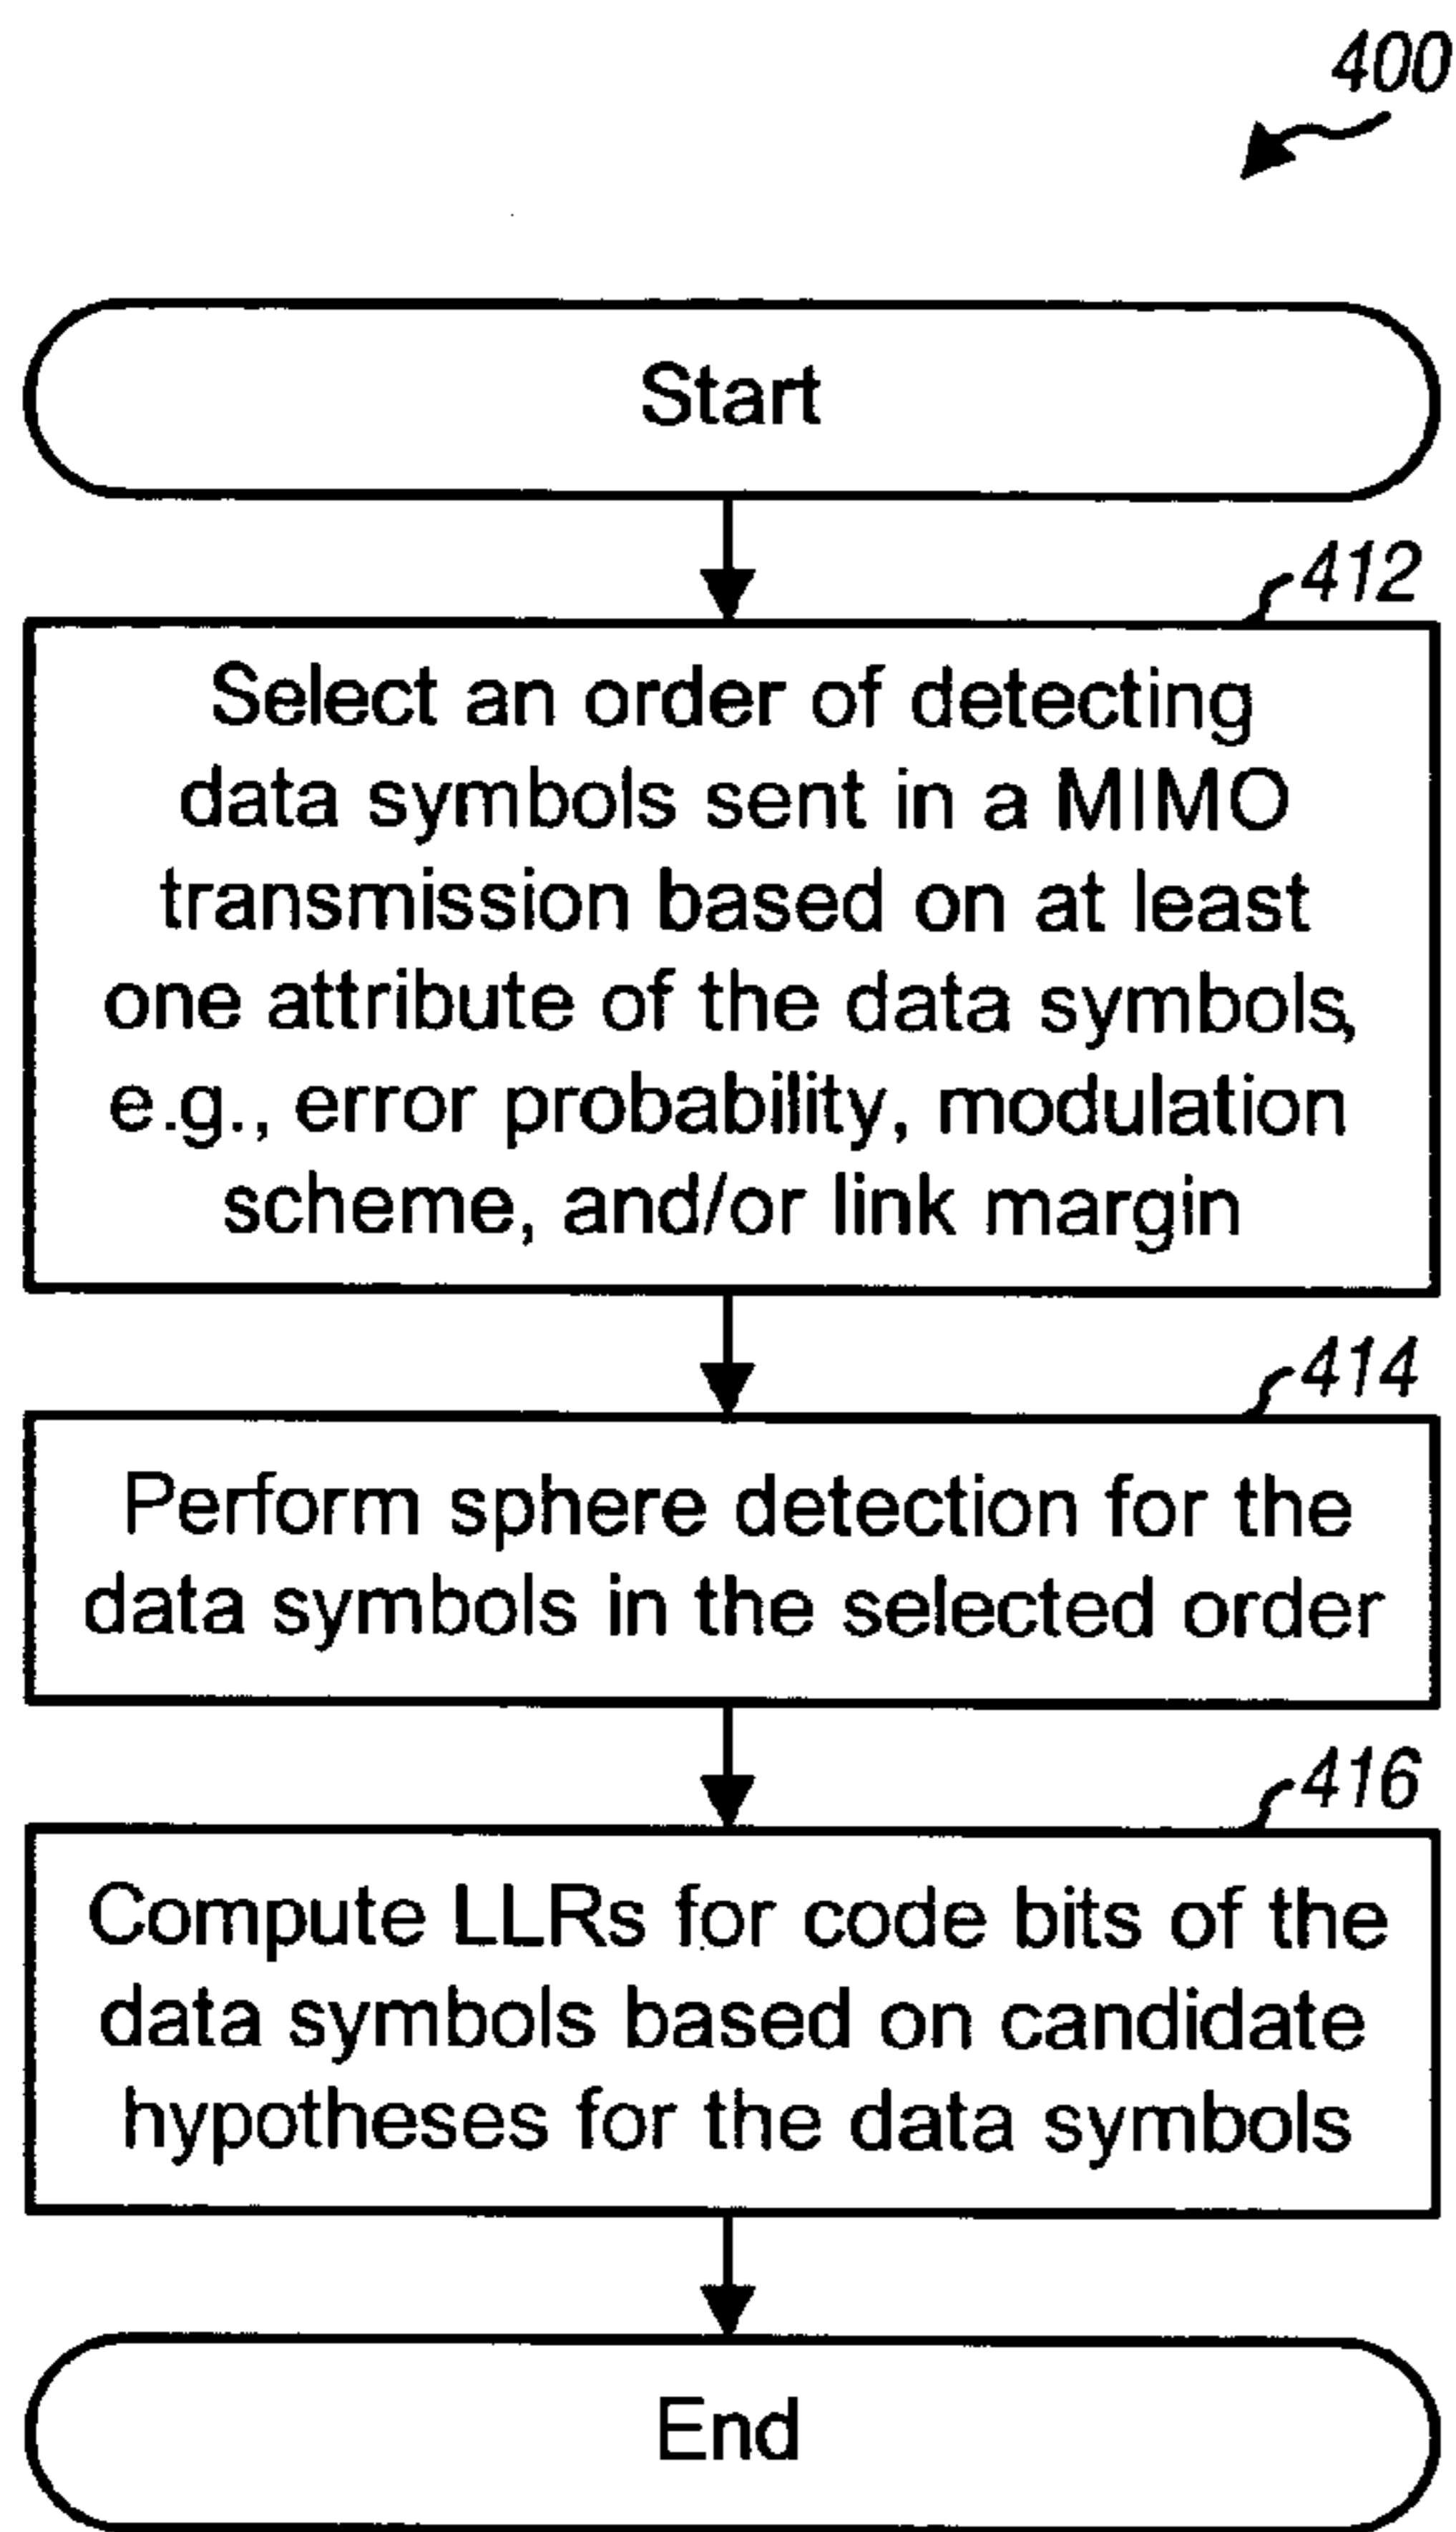 400
Start
412
Select an order of detecting
data symbols sent in a MIMO
transmission based on at least
one attribute of the data symbols,
e.g., error probability, modulation
scheme, and/or link margin
414
Perform sphere detection for the
data symbols in the selected order
416
Compute LLRs for code bits of the
data symbols based on candidate
hypotheses for the data symbols
End